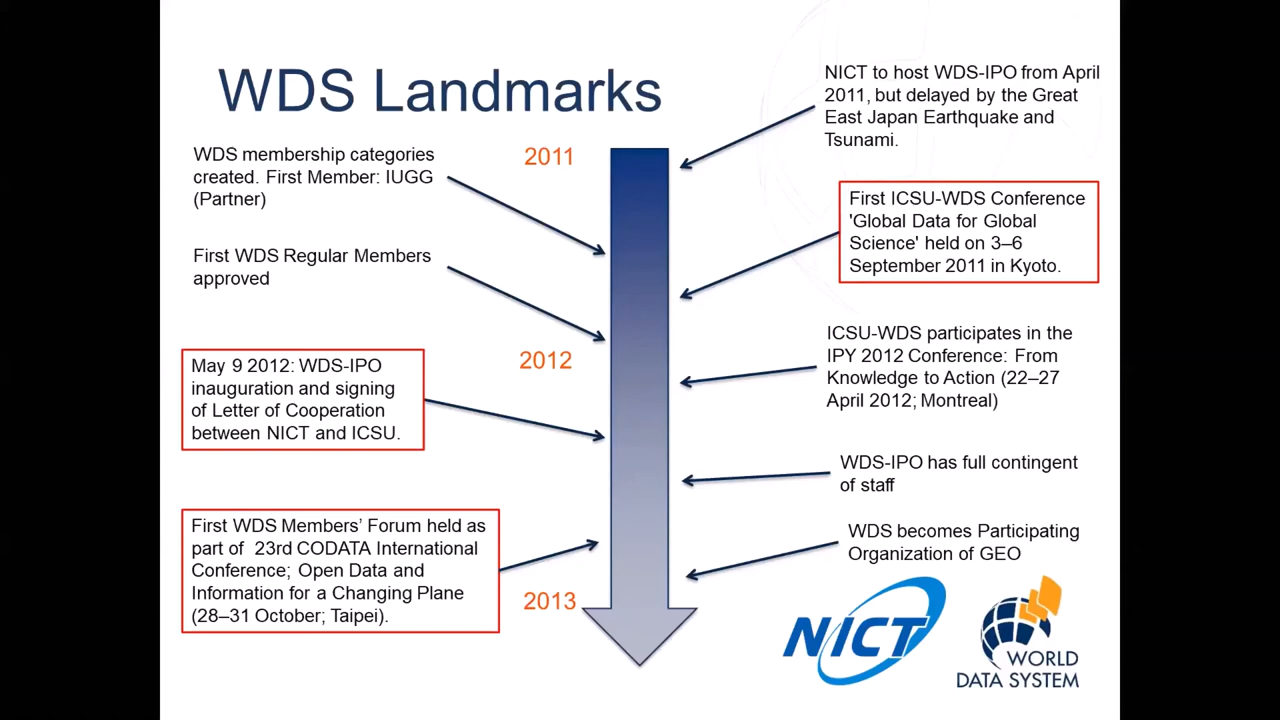 WDS Landmarks
NICT to host WDS-IPO from April
2011, but delayed by the Great
East Japan Earthquake and
Tsunami.
2011
WDS membership categories
created. First Member: IUGG
(Partner)
First ICSU-WDS Conference
'Global Data for Global
Science' held on 3–6
September 2011 in Kyoto.
First WDS Regular Members
approved
2012
ICSU-WDS participates in the
IPY 2012 Conference: From
Knowledge to Action (22–27
April 2012; Montreal)
May 9 2012: WDS-IPO
inauguration and signing
of Letter of Cooperation
between NICT and ICSU.
WDS-IPO has full contingent
of staff
First WDS Members’ Forum held as
part of 23rd CODATA International
Conference; Open Data and
Information for a Changing Plane
(28–31 October; Taipei).
WDS becomes Participating
Organization of GEO
2013
NICT
WORLD
DATA SYSTEM